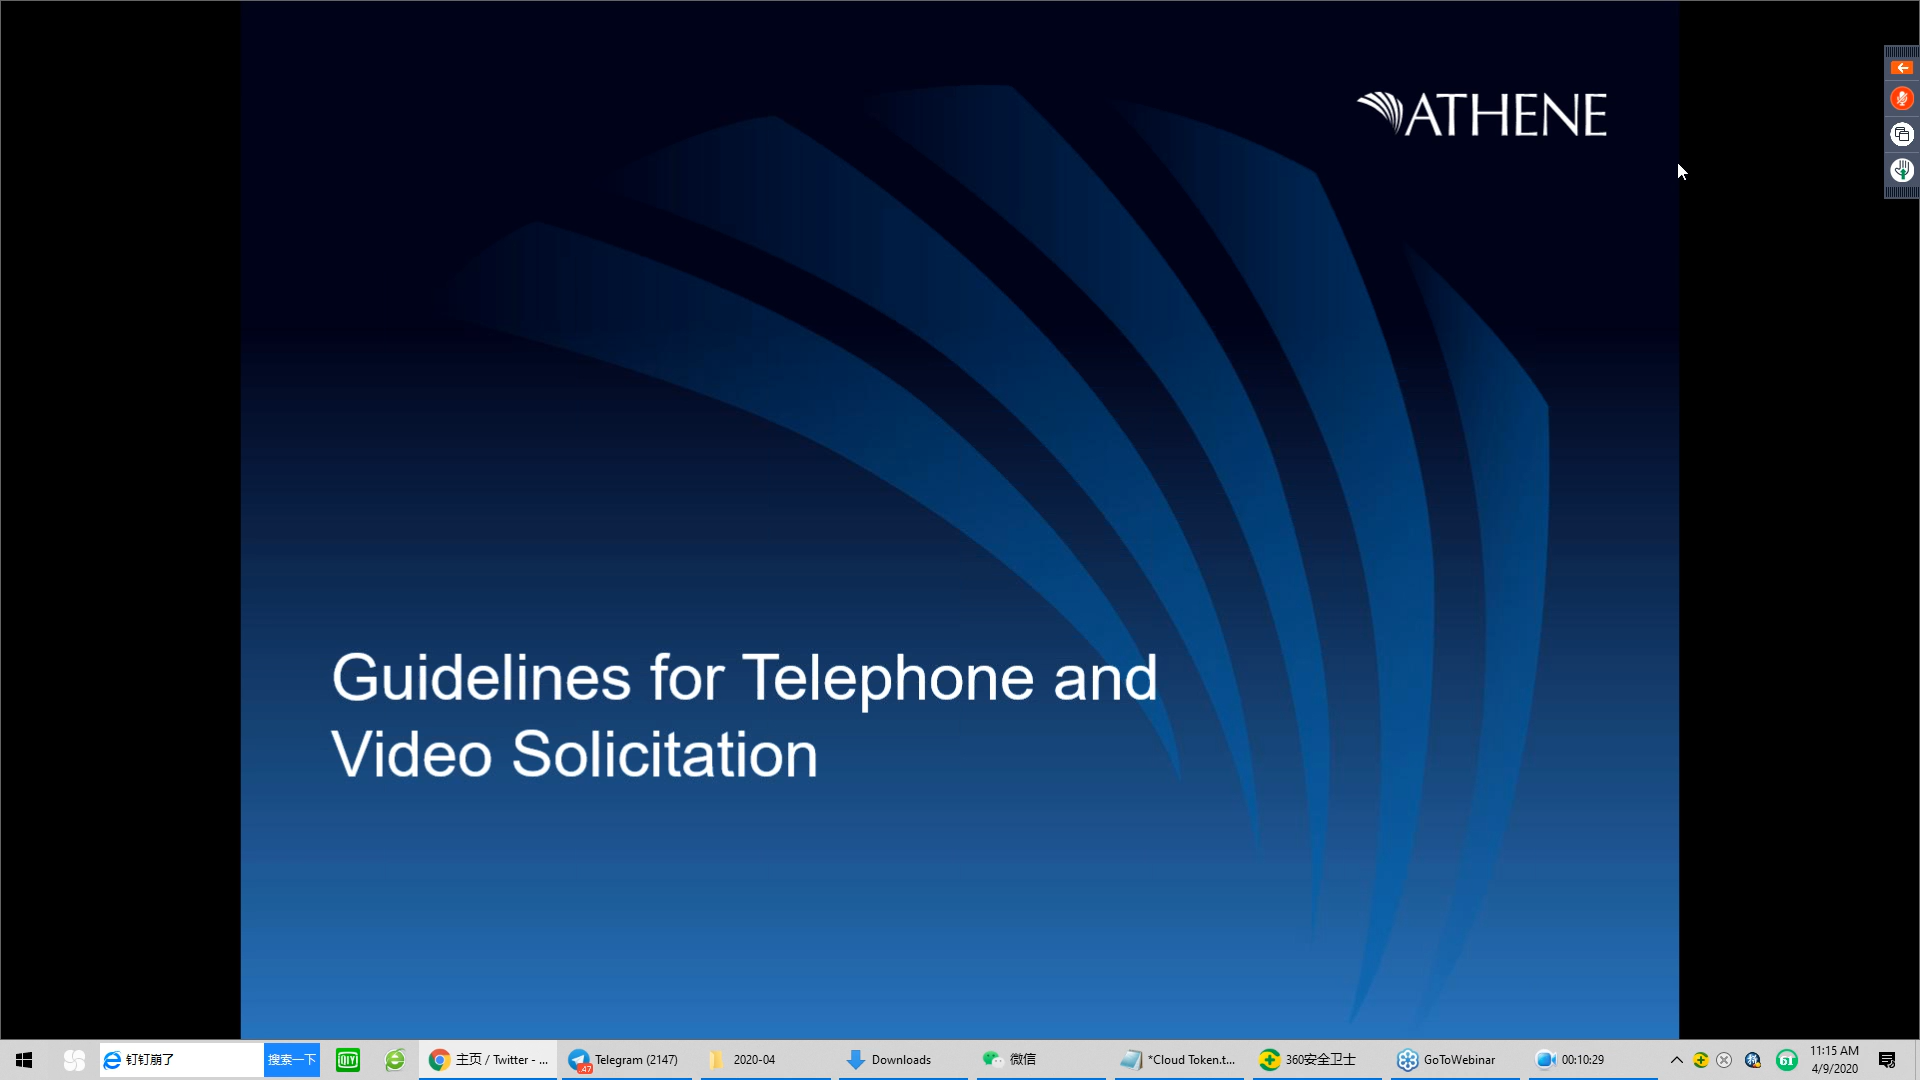 ATHENE
Guidelines for Telephone and
Video Solicitation
钉钉崩了
搜索一下
QIY
主页 / Twitter - ...
Telegram (2147)
.47
2020-04
Downloads
微信
*Cloud Token.t...
360安全卫士
GoToWebinar
00:10:29
11:15 AM
4/9/2020